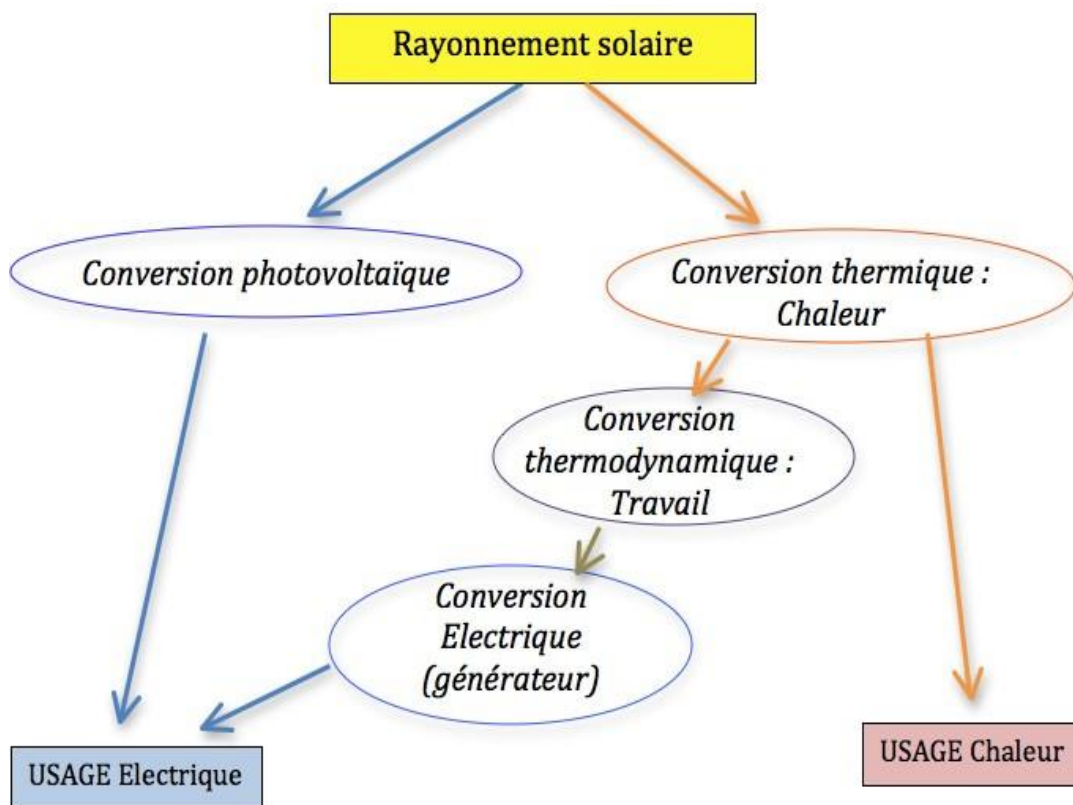 Rayonnement solaire
Conversion photovoltaïque
Conversion thermique :
Chaleur
Conversion
thermodynamique :
Travail
Conversion
Electrique
(générateur)
USAGE Electrique
USAGE Chaleur